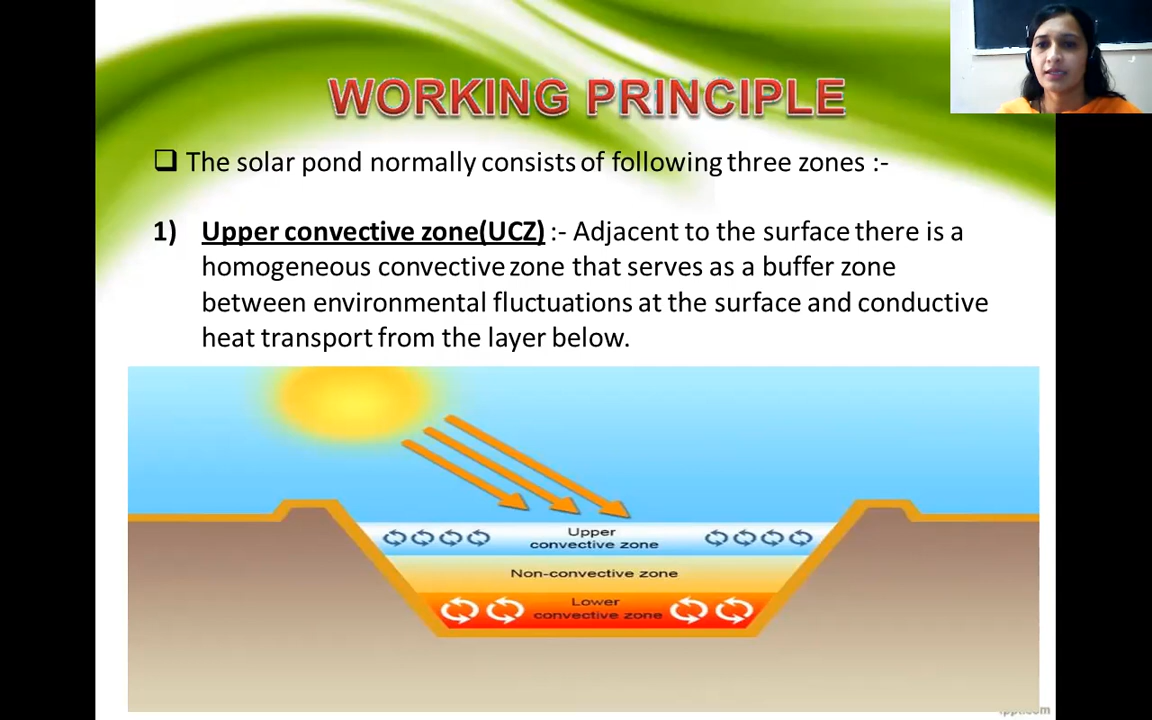 WORKING PRINCIPLE
The solar pond normally consists of following three zones :-
1) Upper convective zone(UCZ) :- Adjacent to the surface there is a
homogeneous convective zone that serves as a buffer zone
between environmental fluctuations at the surface and conductive
heat transport from the layer below.
Upper
convective zone
Non-convective zone
Lower
convective zone